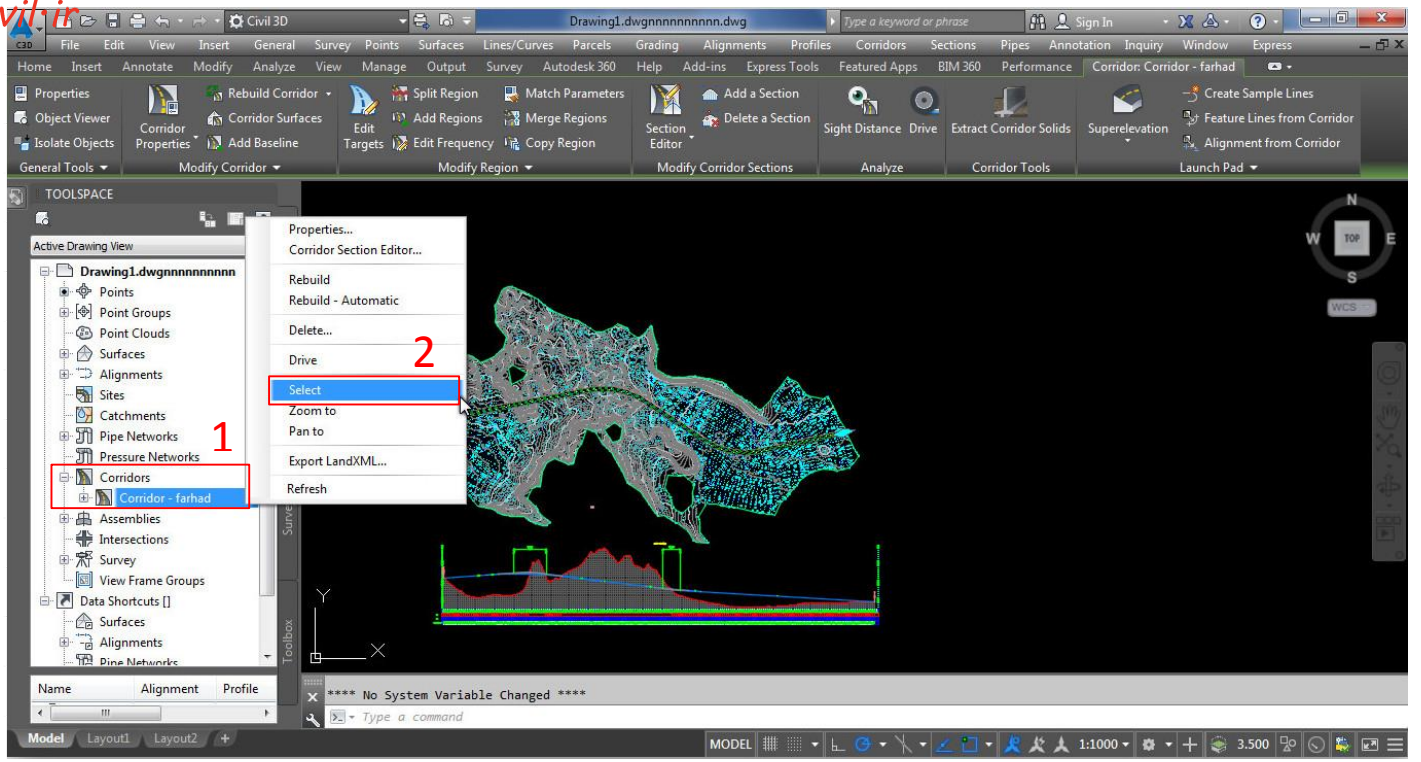 vil.ir
Civil 3D
Drawing1.dwgnnnnnnnnnn.dwg
Type a keyword or phrase
Sign In
C3D
File Edit View Insert General Survey Points Surfaces Lines/Curves Parcels Grading Alignments Profiles Corridors Sections Pipes Annotation Inquiry Window Express
Home Insert Annotate Modify Analyze View Manage Output Survey Autodesk 360 Help Add-ins Express Tools Featured Apps BIM 360 Performance Corridor: Corridor - farhad
Properties
Object Viewer
Isolate Objects
General Tools
Corridor Properties
Rebuild Corridor
Corridor Surfaces
Add Baseline
Modify Corridor
Edit Targets
Split Region
Add Regions
Edit Frequency
Match Parameters
Merge Regions
Copy Region
Modify Region
Section Editor
Add a Section
Delete a Section
Modify Corridor Sections
Sight Distance
Drive
Analyze
Extract Corridor Solids
Corridor Tools
Superelevation
Create Sample Lines
Feature Lines from Corridor
Alignment from Corridor
Launch Pad
TOOLSPACE
Active Drawing View
Drawing1.dwgnnnnnnnnnn
Points
Point Groups
Point Clouds
Surfaces
Alignments
Sites
Catchments
Pipe Networks
Pressure Networks
Corridors
Corridor - farhad
Assemblies
Intersections
Survey
View Frame Groups
Data Shortcuts []
Surfaces
Alignments
Pipe Networks
1
Properties...
Corridor Section Editor...
Rebuild
Rebuild - Automatic
Delete...
Drive
Select
Zoom to
Pan to
Export LandXML...
Refresh
2
Surve
Toolbox
Name Alignment Profile
N
W TOP E
S
WCS
Y
X
**** No System Variable Changed ****
Type a command
Model Layout1 Layout2 +
MODEL 1:1000 3.500